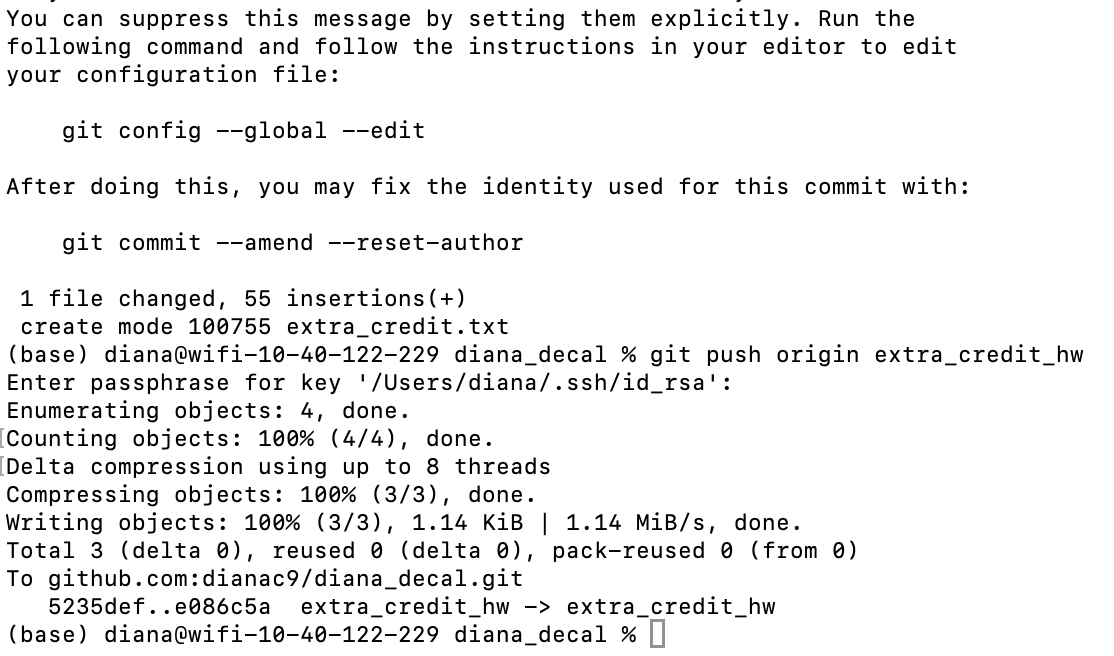 You can suppress this message by setting them explicitly. Run the
following command and follow the instructions in your editor to edit
your configuration file:
git config --global --edit
After doing this, you may fix the identity used for this commit with:
git commit --amend --reset-author
1 file changed, 55 insertions(+)
create mode 100755 extra_credit.txt
(base) diana@wifi-10-40-122-229 diana_decal % git push origin extra_credit_hw
Enter passphrase for key '/Users/diana/.ssh/id_rsa':
Enumerating objects: 4, done.
Counting objects: 100% (4/4), done.
Delta compression using up to 8 threads
Compressing objects: 100% (3/3), done.
Writing objects: 100% (3/3), 1.14 KiB | 1.14 MiB/s, done.
Total 3 (delta 0), reused 0 (delta 0), pack-reused 0 (from 0)
To github.com:dianac9/diana_decal.git
5235def..e086c5a  extra_credit_hw -> extra_credit_hw
(base) diana@wifi-10-40-122-229 diana_decal %